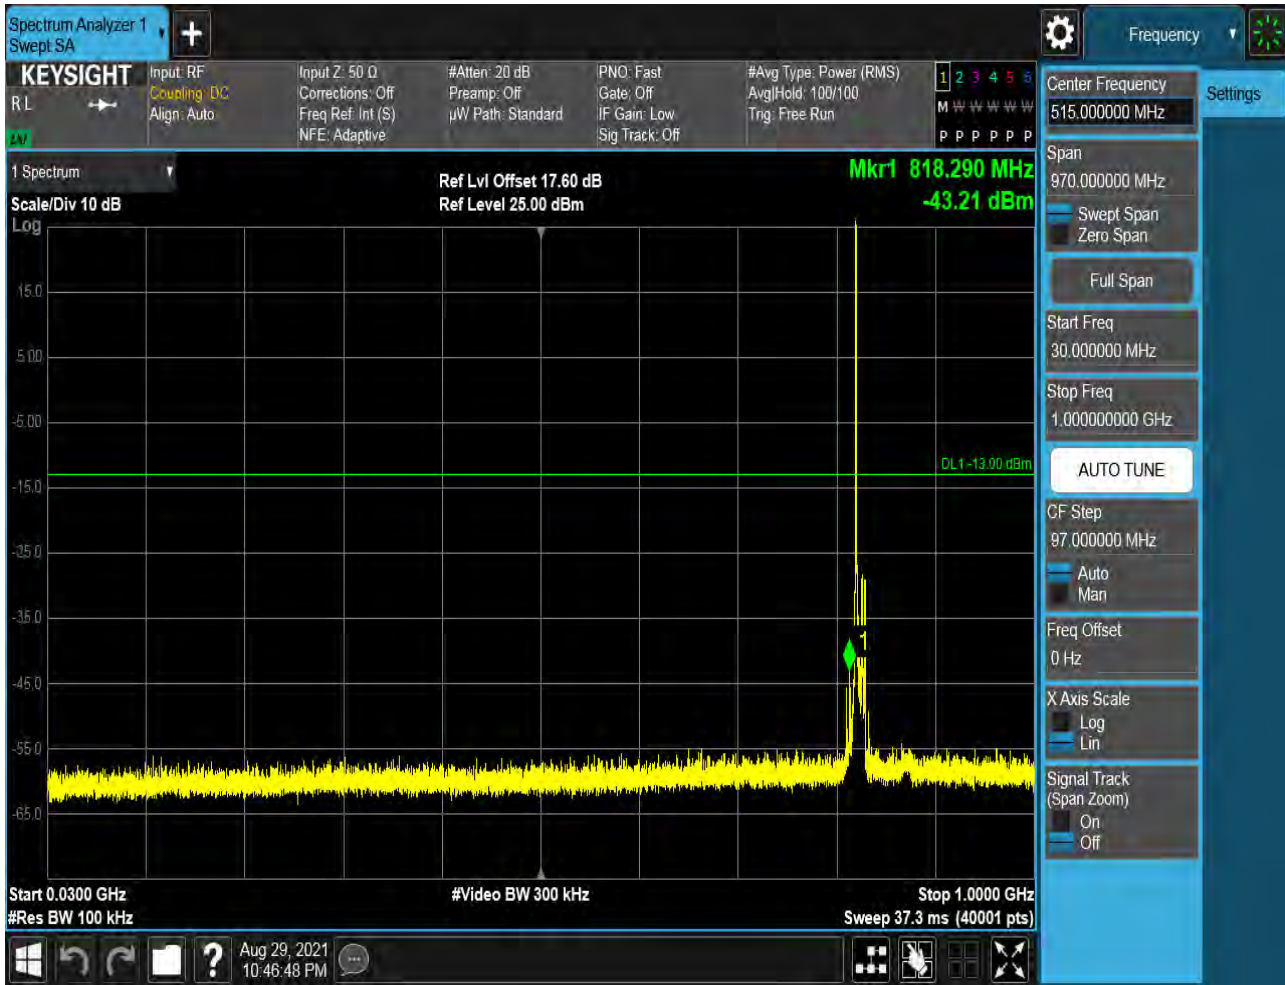 Spectrum Analyzer 1
Swept SA
Frequency
KEYSIGHT
R L
Input: RF
Coupling: DC
Align: Auto
Input Z: 50 Ω
Corrections: Off
Freq Ref: Int (S)
NFE: Adaptive
#Atten: 20 dB
Preamp: Off
µW Path: Standard
PNO: Fast
Gate: Off
IF Gain: Low
Sig Track: Off
#Avg Type: Power (RMS)
Avg|Hold: 100/100
Trig: Free Run
1 2 3 4 5 6
M W W W W W
P P P P P P
1 Spectrum
Scale/Div 10 dB
Log
Ref Lvl Offset 17.60 dB
Ref Level 25.00 dBm
Mkr1 818.290 MHz
-43.21 dBm
15.0
5.00
-5.00
DL1 -13.00 dBm
-15.0
-25.0
-35.0
1
-45.0
-55.0
-65.0
Start 0.0300 GHz
#Video BW 300 kHz
Stop 1.0000 GHz
#Res BW 100 kHz
Sweep 37.3 ms (40001 pts)
Aug 29, 2021
10:46:48 PM
Center Frequency
515.000000 MHz
Settings
Span
970.000000 MHz
Swept Span
Zero Span
Full Span
Start Freq
30.000000 MHz
Stop Freq
1.000000000 GHz
AUTO TUNE
CF Step
97.000000 MHz
Auto
Man
Freq Offset
0 Hz
X Axis Scale
Log
Lin
Signal Track
(Span Zoom)
On
Off